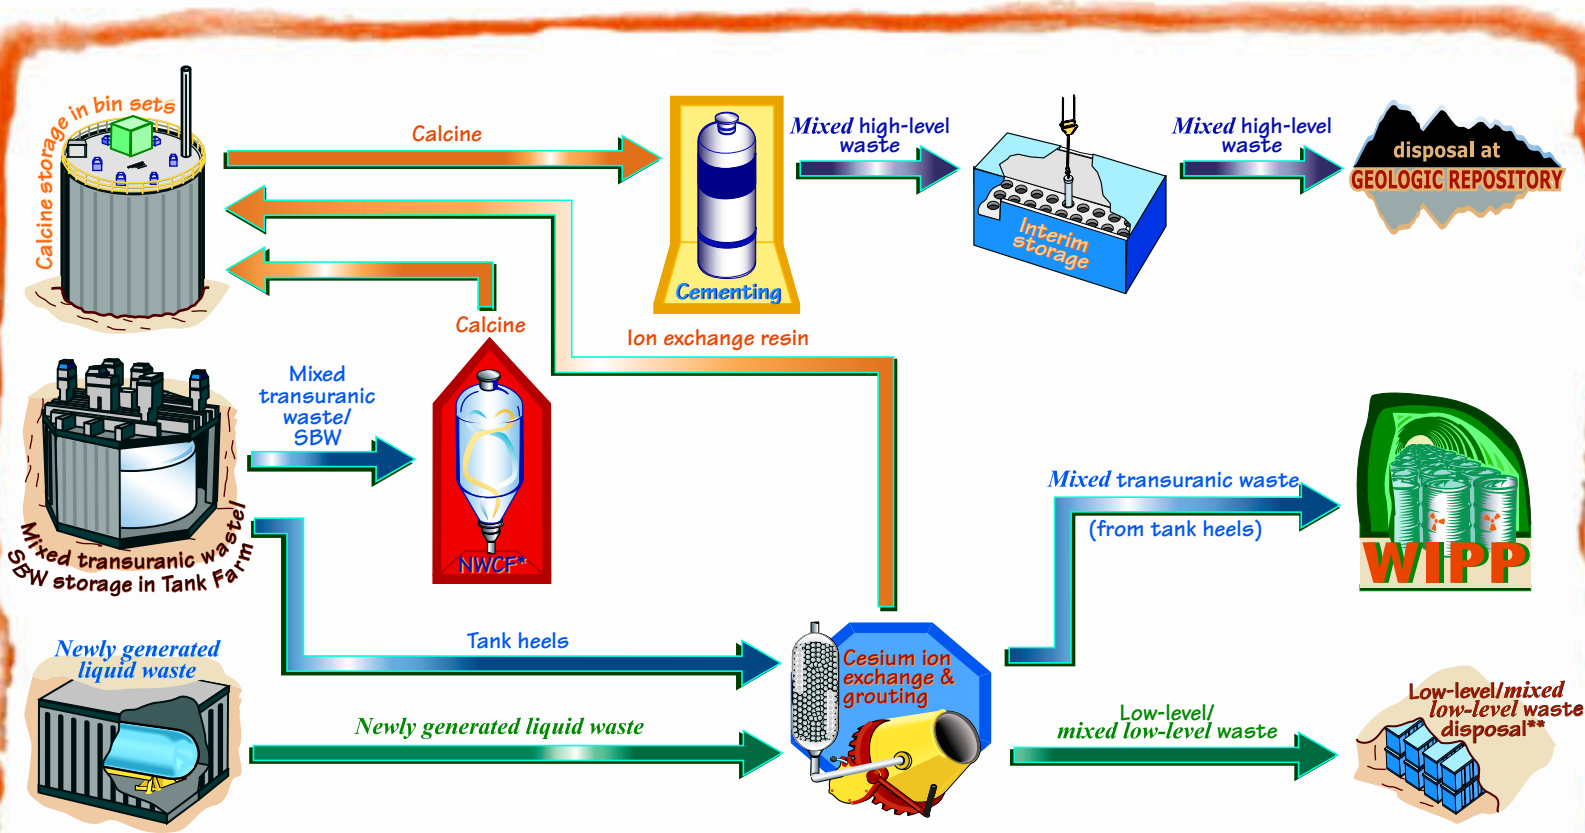 Calcine storage in bin sets
Calcine
Mixed high-level
waste
Mixed high-level
waste
disposal at
GEOLOGIC REPOSITORY
Interim
storage
Cementing
Calcine
Ion exchange resin
Mixed
transuranic
waste/
SBW
NWCF*
Mixed transuranic waste/
SBW storage in Tank Farm
Mixed transuranic waste
(from tank heels)
WIPP
Tank heels
Newly generated
liquid waste
Cesium ion
exchange &
grouting
Newly generated liquid waste
Low-level/
mixed low-level waste
Low-level/mixed
low-level waste
disposal**